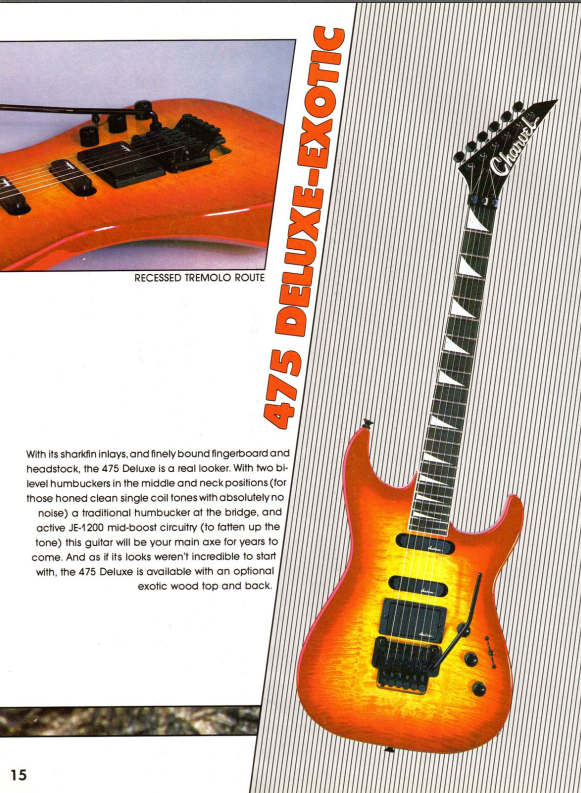 475 DELUXE-EXOTIC
Charvel
RECESSED TREMOLO ROUTE
With its sharkfin inlays, and finely bound fingerboard and
headstock, the 475 Deluxe is a real looker. With two bi-
level humbuckers in the middle and neck positions (for
those honed clean single coil tones with absolutely no
noise) a traditional humbucker at the bridge, and
active JE-1200 mid-boost circuitry (to fatten up the
tone) this guitar will be your main axe for years to
come. And as if its looks weren't incredible to start
with, the 475 Deluxe is available with an optional
exotic wood top and back.
15